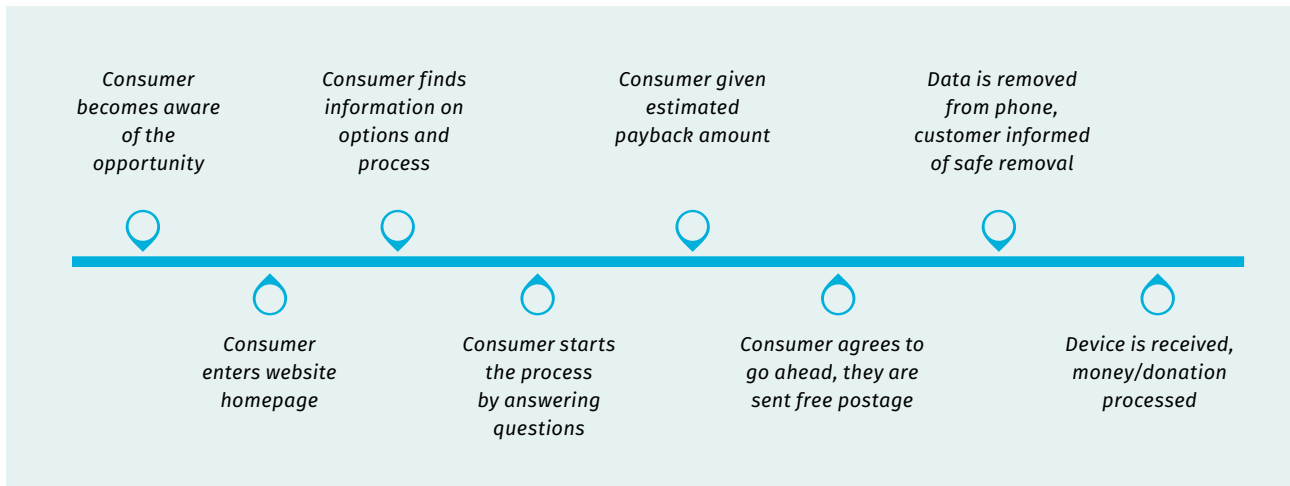 Consumer
becomes aware
of the
opportunity
Consumer
enters website
homepage
Consumer finds
information on
options and
process
Consumer starts
the process
by answering
questions
Consumer given
estimated
payback amount
Consumer agrees to
go ahead, they are
sent free postage
Data is removed
from phone,
customer informed
of safe removal
Device is received,
money/donation
processed